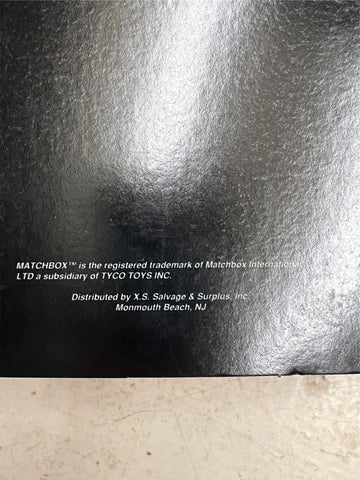 MATCHBOX™ is the registered trademark of Matchbox International
LTD a subsidiary of TYCO TOYS INC.
Distributed by X.S. Salvage & Surplus, Inc.
Monmouth Beach, NJ